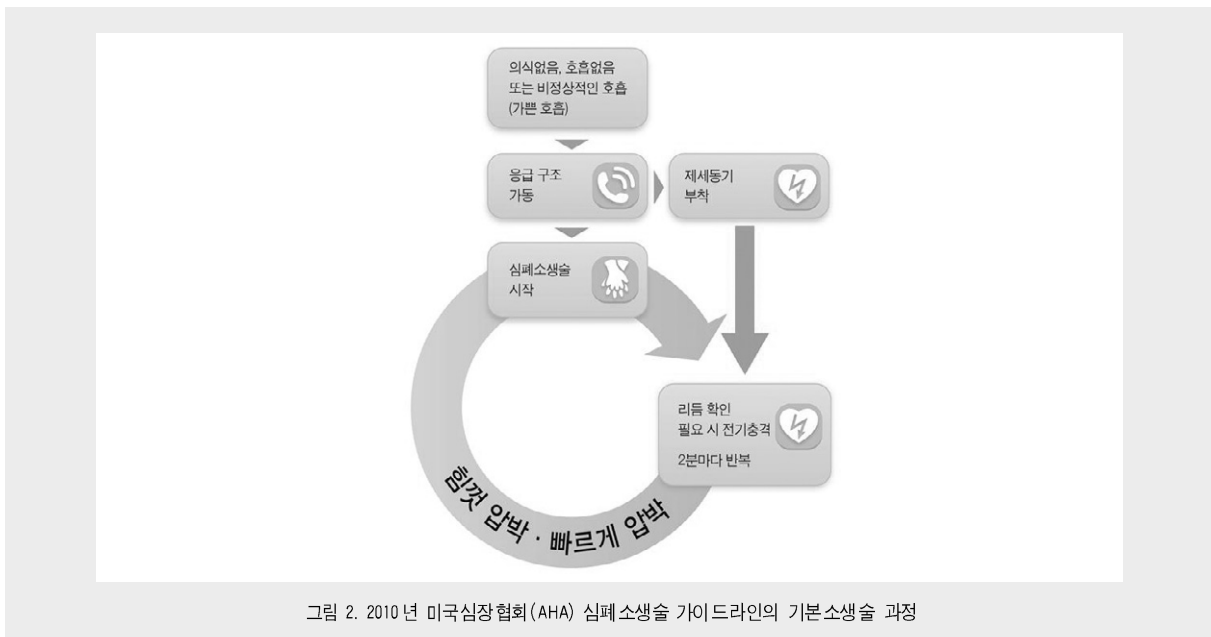 의식없음, 호흡없음
또는 비정상적인 호흡
(가쁜 호흡)
응급 구조
가동
제세동기
부착
심폐소생술
시작
리듬 확인
필요 시 전기충격
2분마다 반복
힘껏 압박 · 빠르게 압박
그림 2. 2010년 미국심장협회(AHA) 심폐소생술 가이드라인의 기본소생술 과정